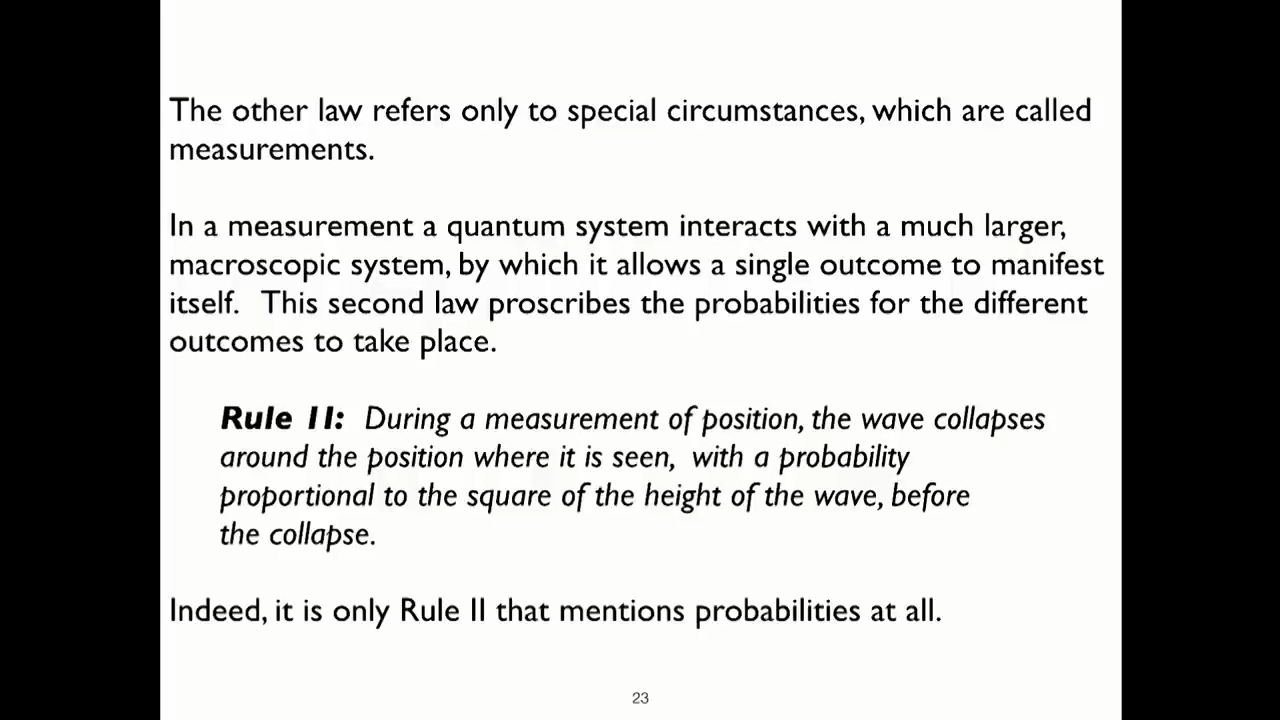 The other law refers only to special circumstances, which are called
measurements.
In a measurement a quantum system interacts with a much larger,
macroscopic system, by which it allows a single outcome to manifest
itself.  This second law proscribes the probabilities for the different
outcomes to take place.
Rule II:  During a measurement of position, the wave collapses
around the position where it is seen,  with a probability
proportional to the square of the height of the wave, before
the collapse.
Indeed, it is only Rule II that mentions probabilities at all.
23